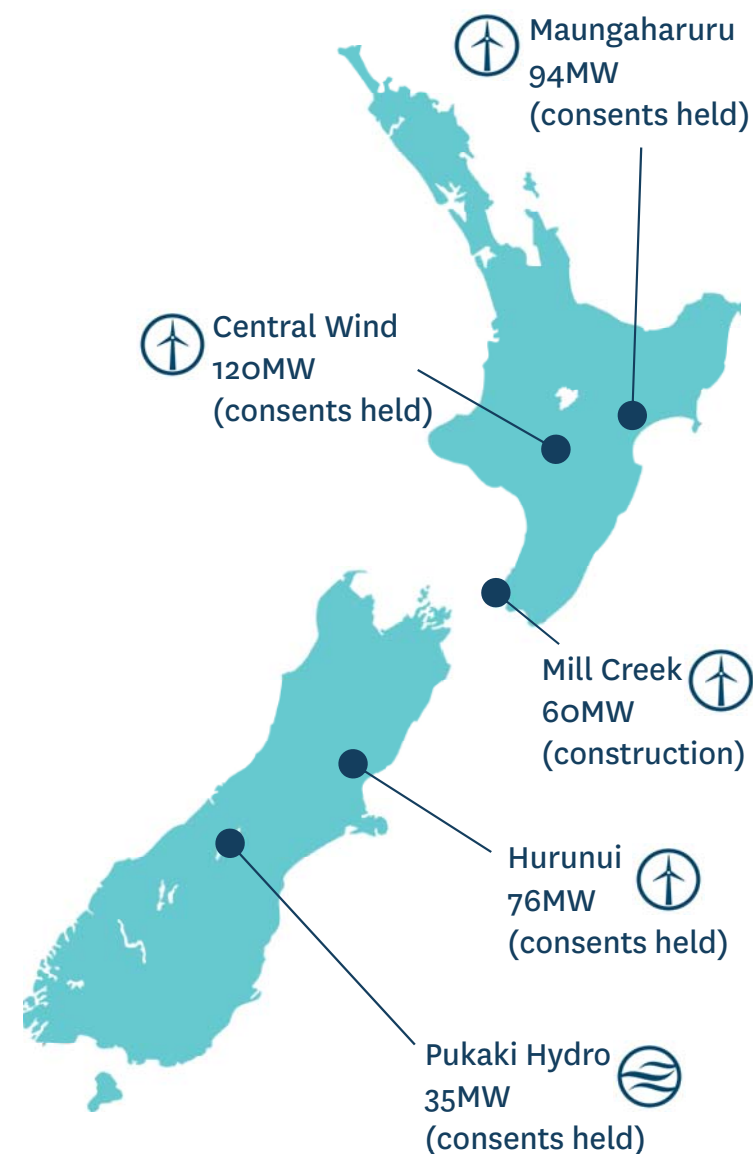 Maungaharuru
94MW
(consents held)
Central Wind
120MW
(consents held)
Mill Creek
60MW
(construction)
Hurunui
76MW
(consents held)
Pukaki Hydro
35MW
(consents held)